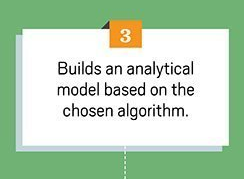 3
Builds an analytical
model based on the
chosen algorithm.